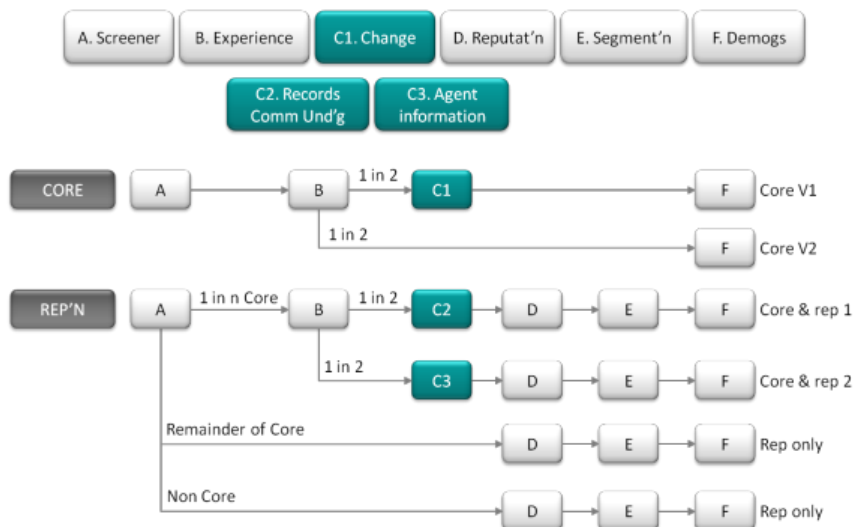 A. Screener
B. Experience
C1. Change
D. Reputat'n
E. Segment'n
F. Demogs
C2. Records
Comm Und'g
C3. Agent
information
CORE
A
B
1 in 2
C1
F
Core V1
1 in 2
F
Core V2
REP'N
A
1 in n Core
B
1 in 2
C2
D
E
F
Core & rep 1
1 in 2
C3
D
E
F
Core & rep 2
Remainder of Core
D
E
F
Rep only
Non Core
D
E
F
Rep only